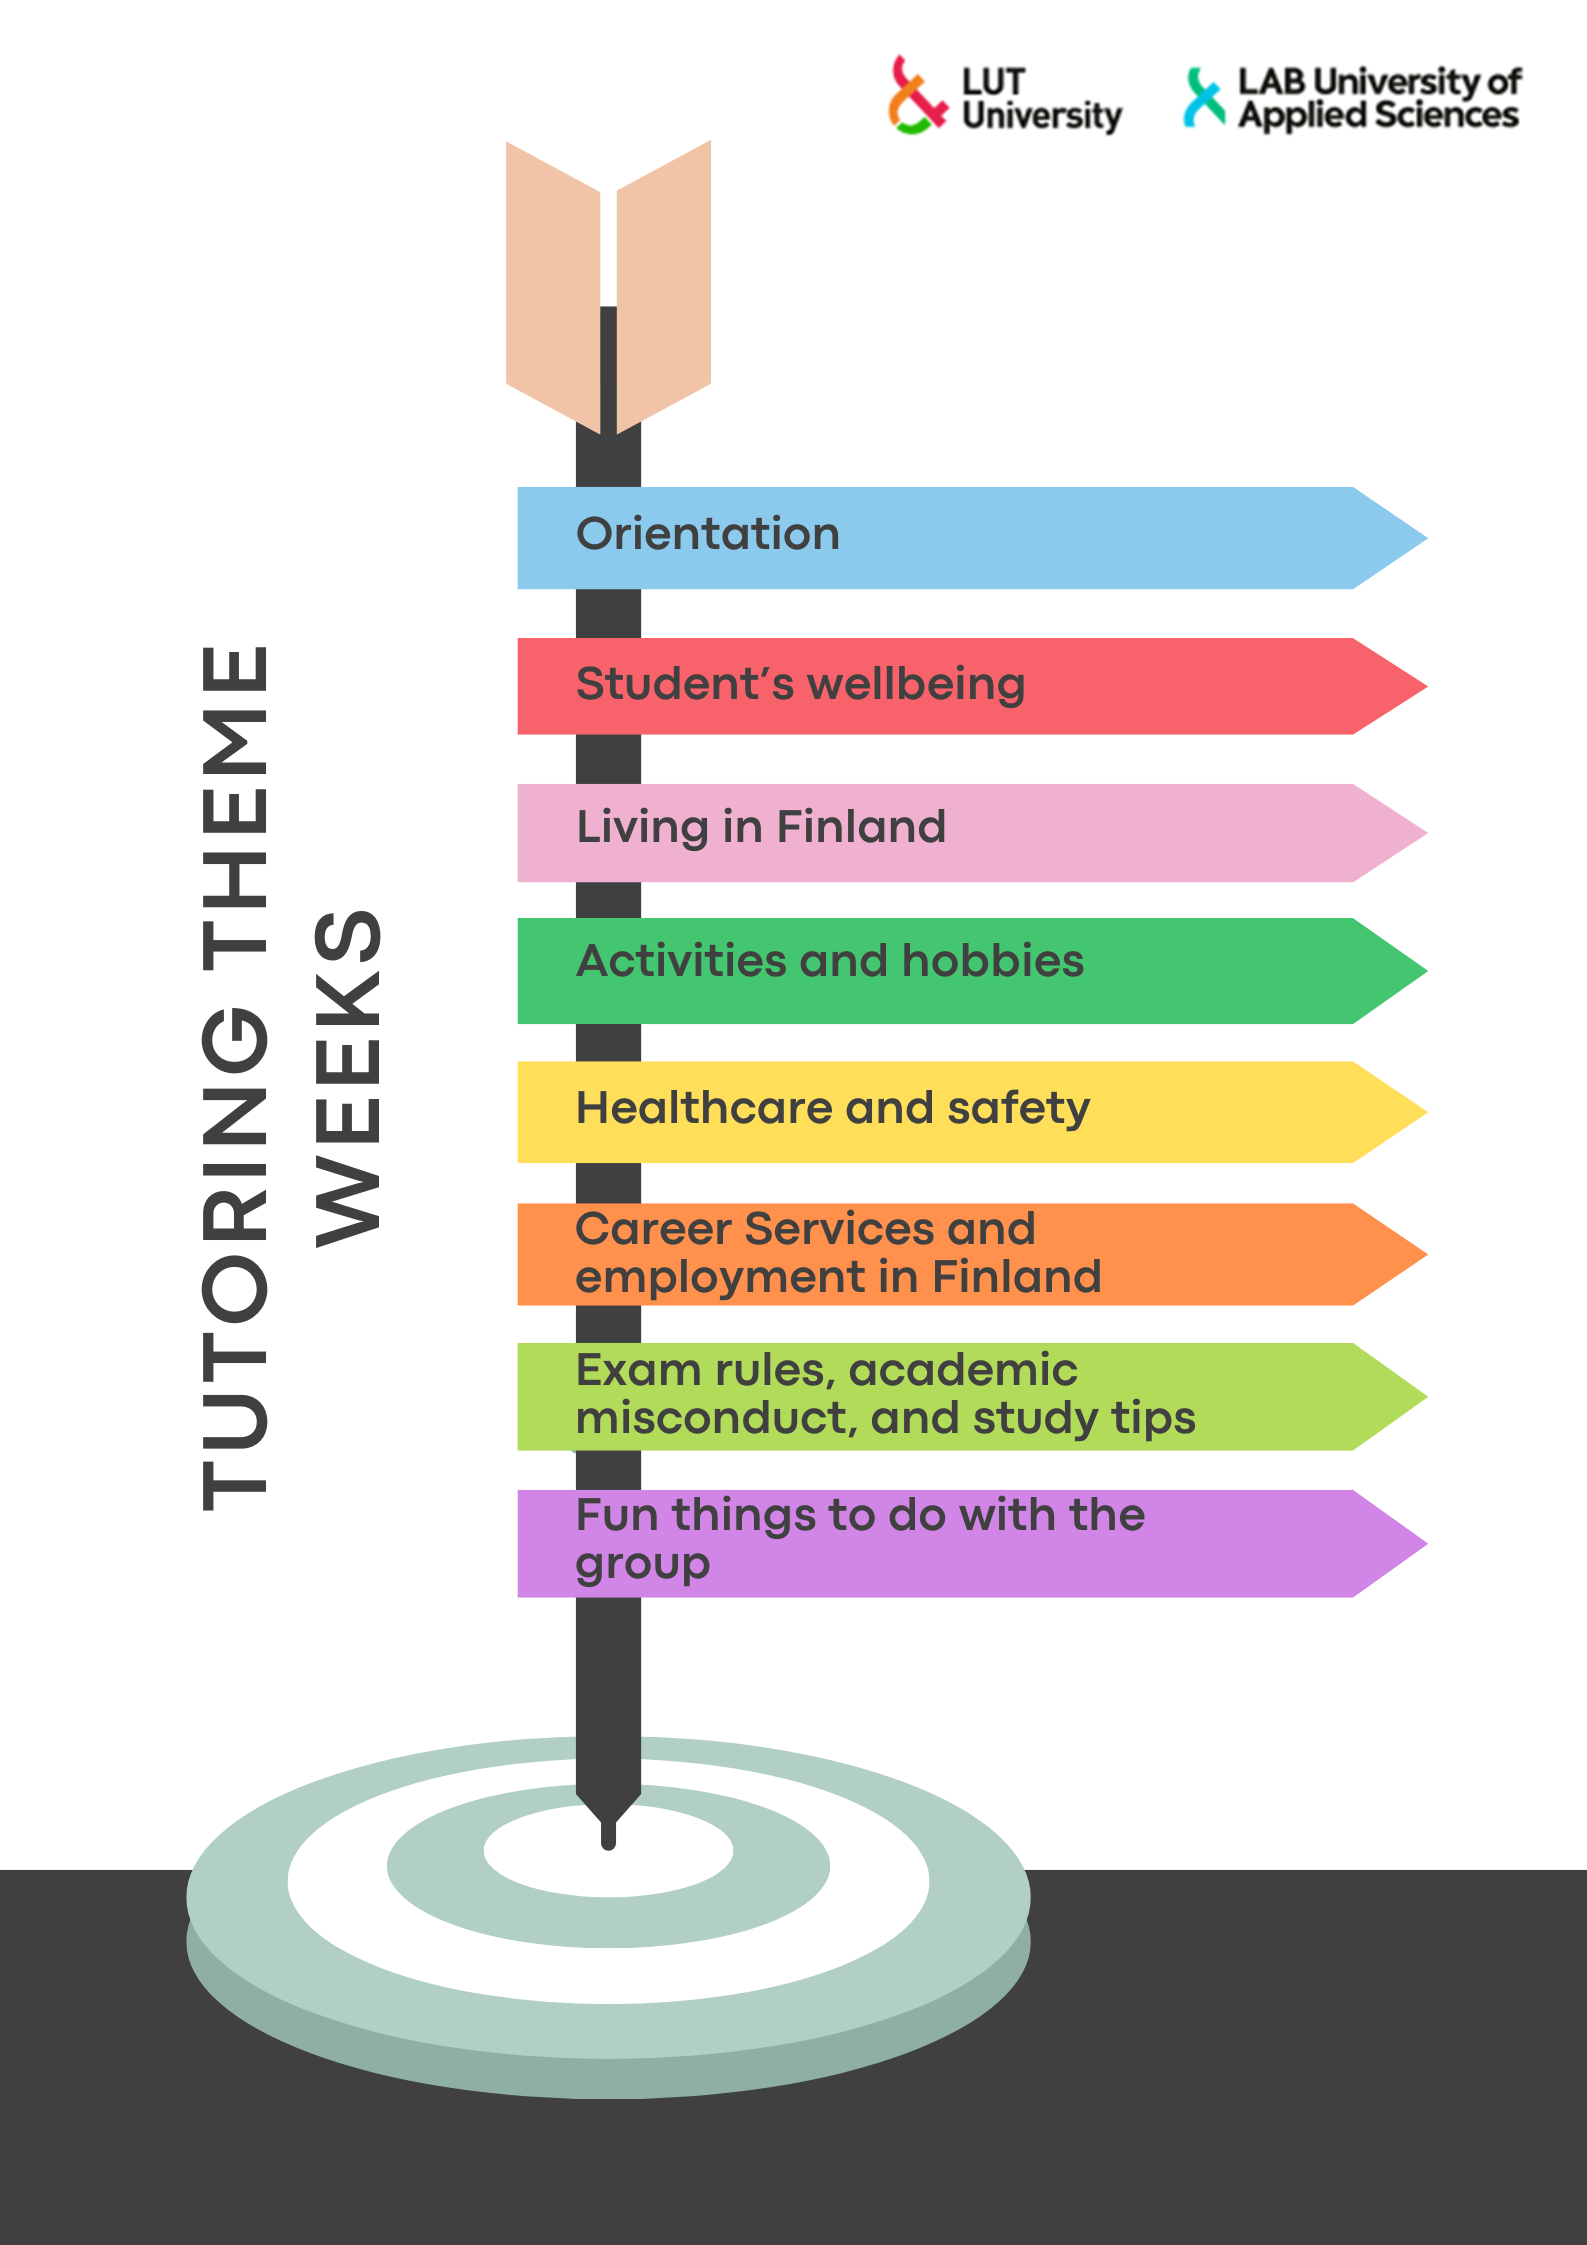 LUT
University
LAB University of
Applied Sciences
TUTORING THEME
WEEKS
Orientation
Student’s wellbeing
Living in Finland
Activities and hobbies
Healthcare and safety
Career Services and
employment in Finland
Exam rules, academic
misconduct, and study tips
Fun things to do with the
group